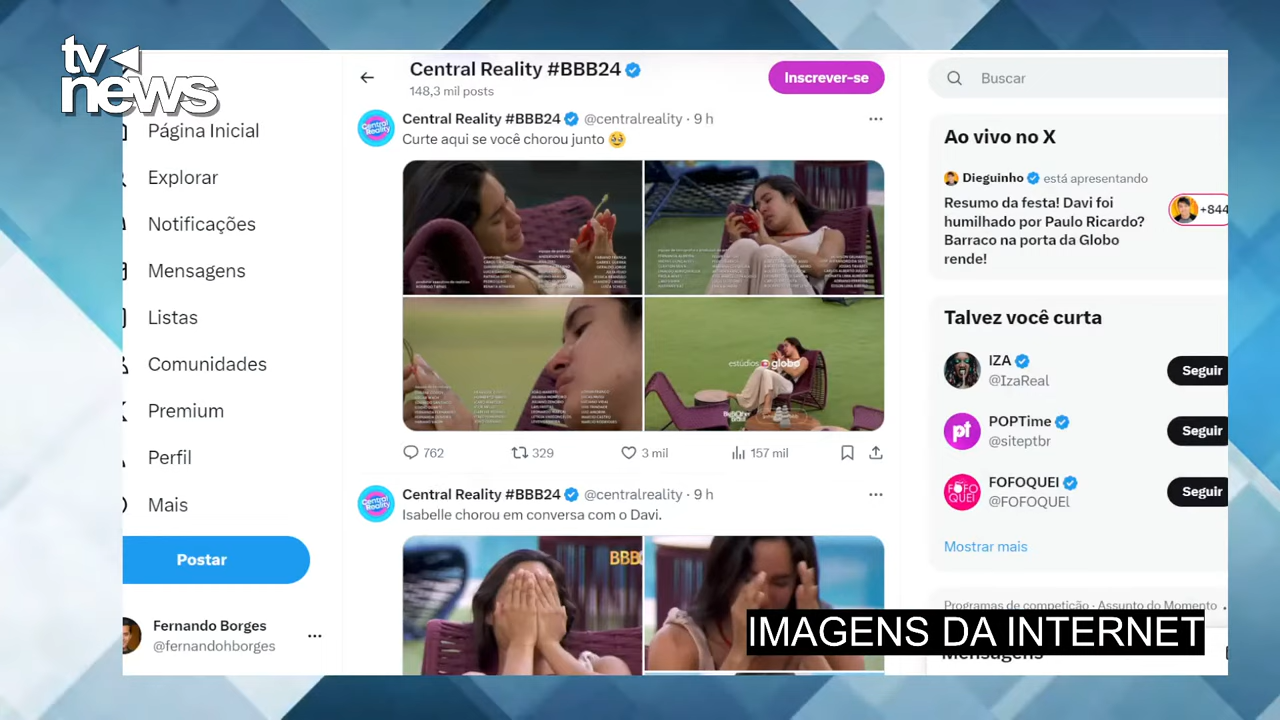 tv
news
Página Inicial
Explorar
Notificações
Mensagens
Listas
Comunidades
Premium
Perfil
Mais
Postar
Fernando Borges
@fernandohborges
Central Reality #BBB24
148,3 mil posts
Inscrever-se
Central Reality #BBB24 @centralreality · 9 h
Curte aqui se você chorou junto 🥹
estúdios globo
762
329
3 mil
157 mil
Central Reality #BBB24 @centralreality · 9 h
Isabelle chorou em conversa com o Davi.
Buscar
Ao vivo no X
Dieguinho está apresentando
Resumo da festa! Davi foi
humilhado por Paulo Ricardo?
Barraco na porta da Globo
rende!
+844
Talvez você curta
IZA
@IzaReal
Seguir
pt
POPTime
@siteptbr
Seguir
FOFOQUEI
@FOFOQUEI
Seguir
Mostrar mais
Programas de competição · Assunto do Momento
Mensagens
IMAGENS DA INTERNET